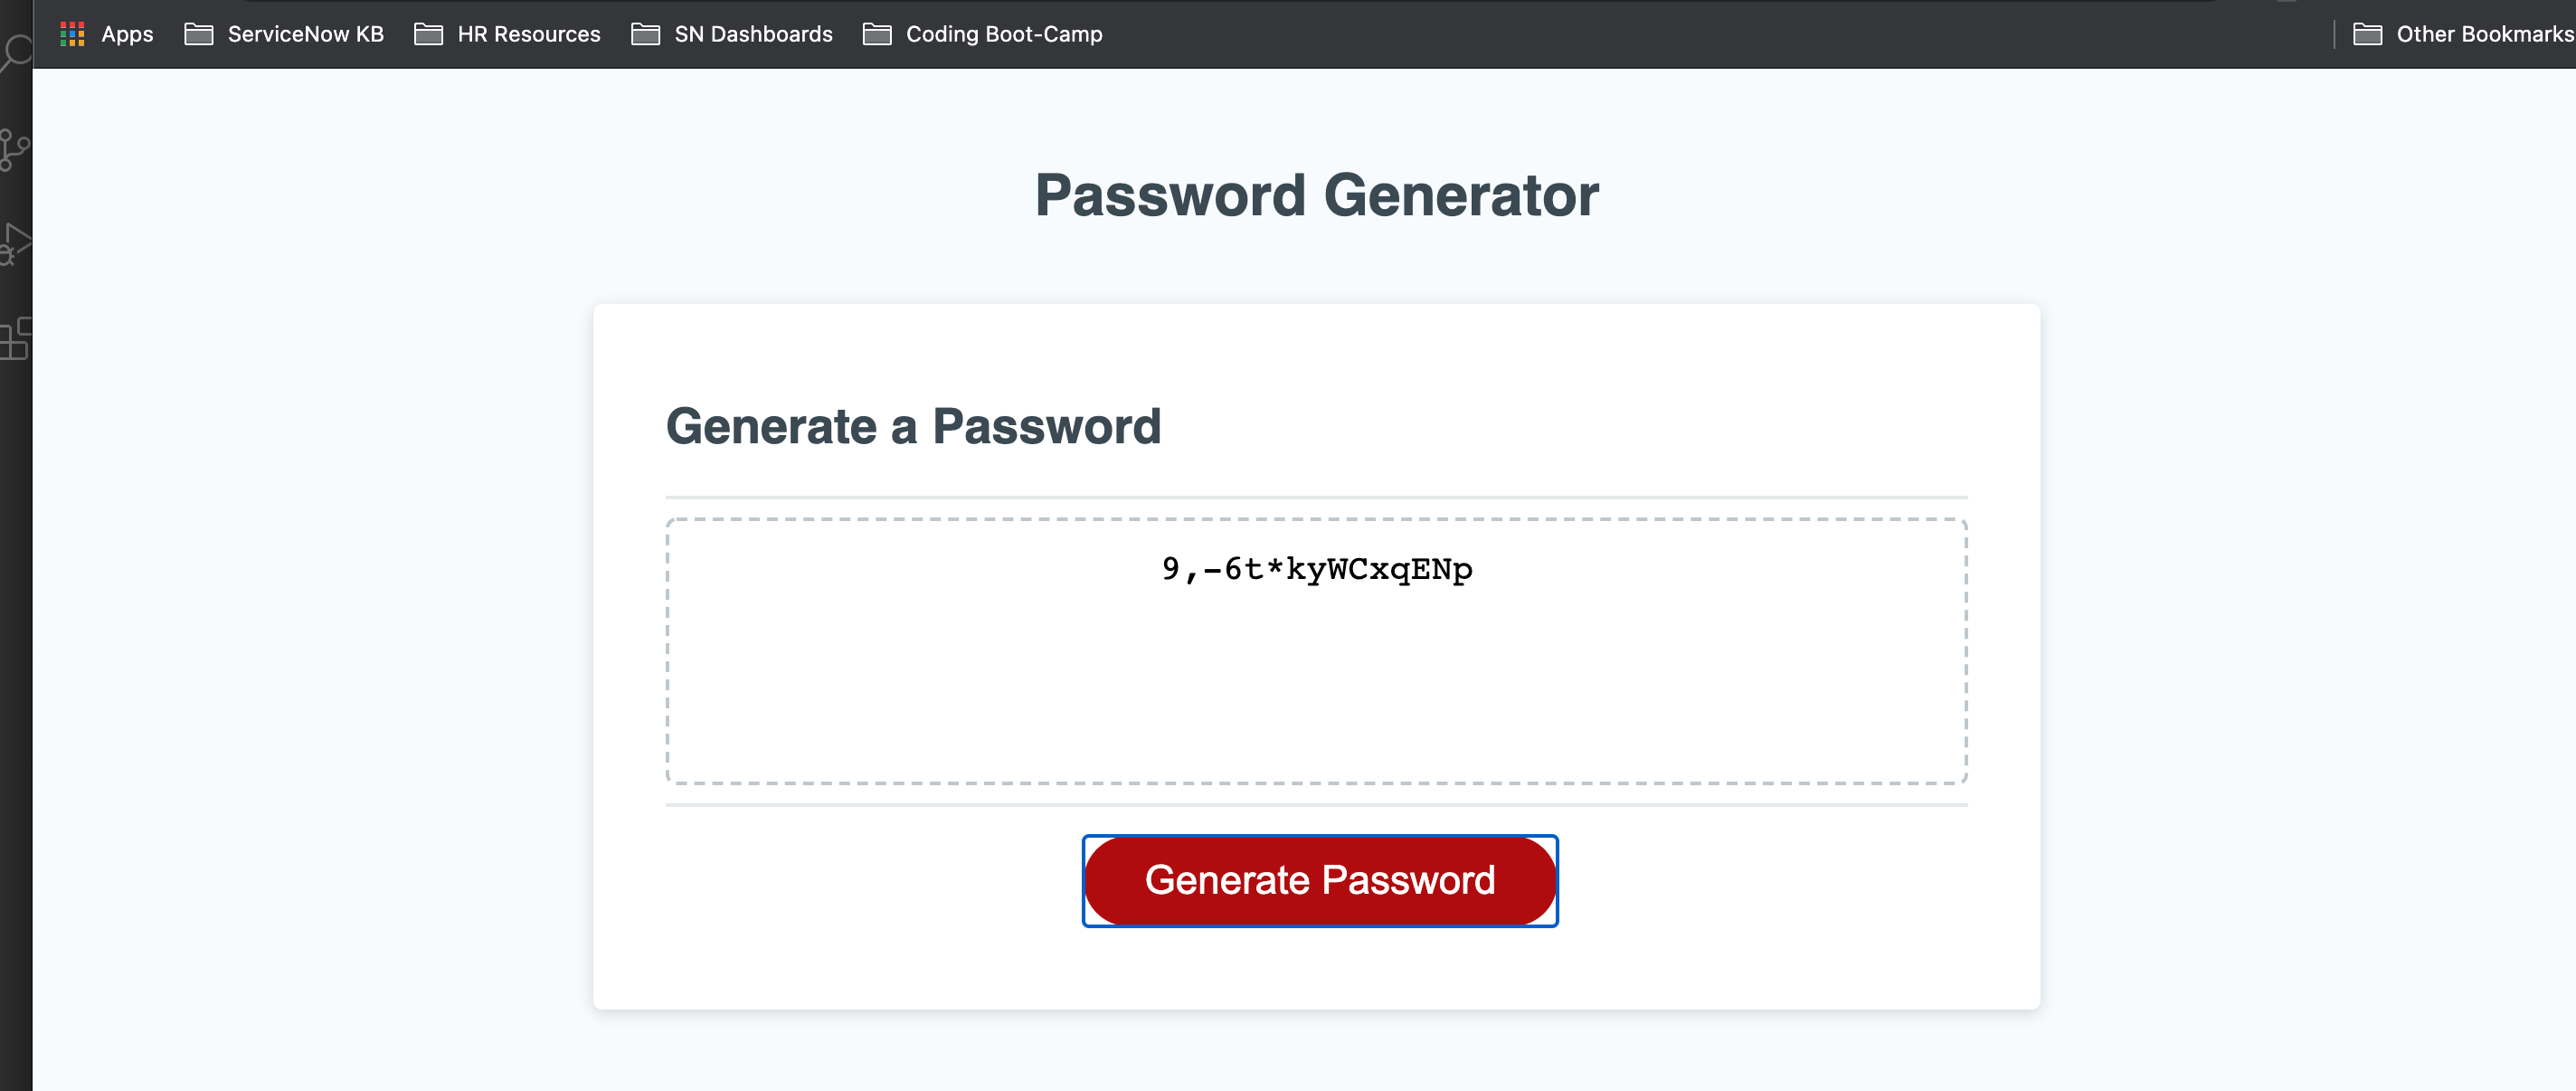 Apps ServiceNow KB HR Resources SN Dashboards Coding Boot-Camp Other Bookmarks
Password Generator
Generate a Password
9,-6t*kyWCxqENp
Generate Password